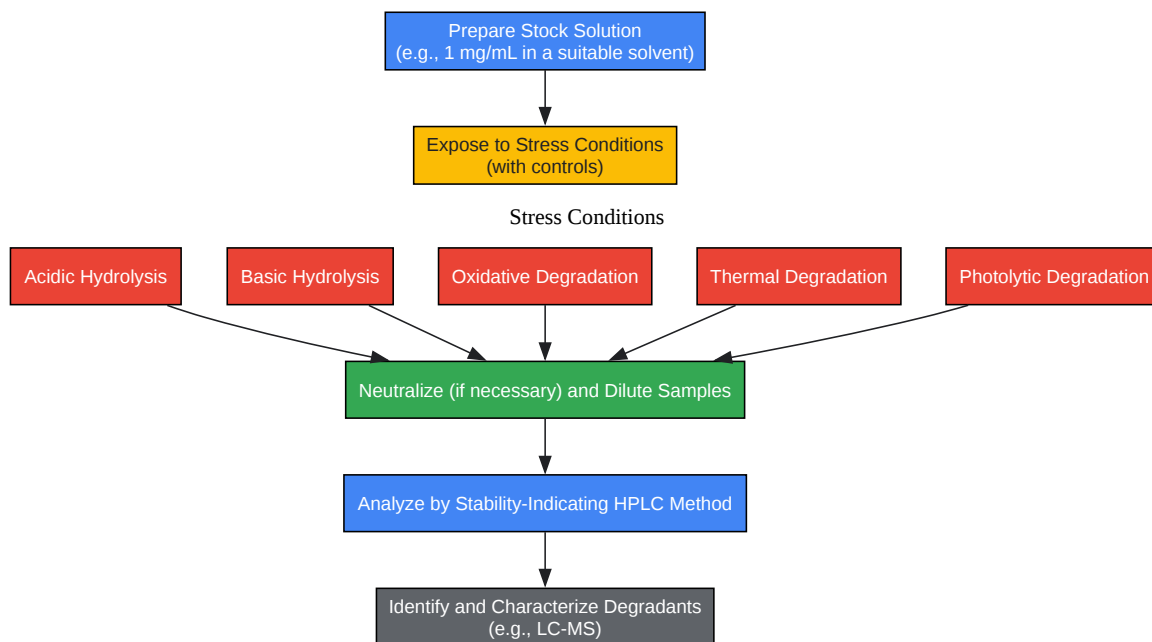 Prepare Stock Solution
(e.g., 1 mg/mL in a suitable solvent)
Expose to Stress Conditions
(with controls)
Stress Conditions
Acidic Hydrolysis
Basic Hydrolysis
Oxidative Degradation
Thermal Degradation
Photolytic Degradation
Neutralize (if necessary) and Dilute Samples
Analyze by Stability-Indicating HPLC Method
Identify and Characterize Degradants
(e.g., LC-MS)